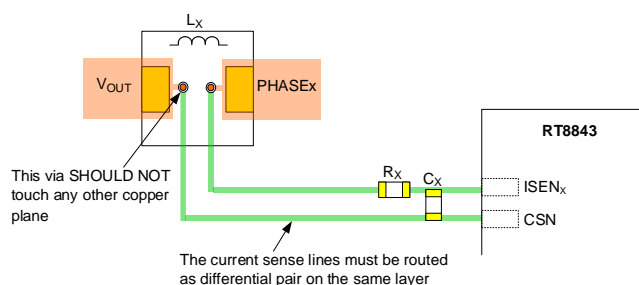 Lx
VOUT
PHASEx
RT8843
This via SHOULD NOT
touch any other copper
plane
Rx
Cx
ISENx
CSN
The current sense lines must be routed
as differential pair on the same layer